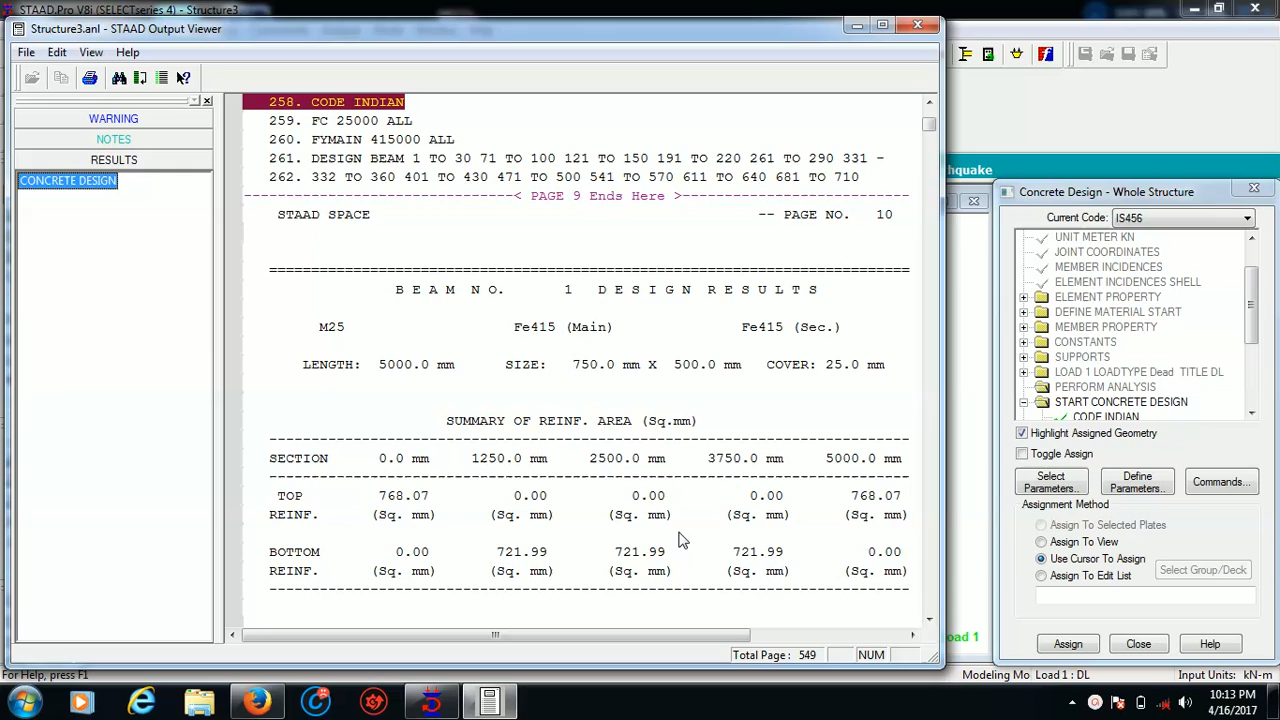 STAAD.Pro V8i (SELECTseries 4) - Structure3
Structure3.anl - STAAD Output Viewer
File Edit View Help
WARNING
NOTES
RESULTS
CONCRETE DESIGN
258. CODE INDIAN
259. FC 25000 ALL
260. FYMAIN 415000 ALL
261. DESIGN BEAM 1 TO 30 71 TO 100 121 TO 150 191 TO 220 261 TO 290 331 -
262. 332 TO 360 401 TO 430 471 TO 500 541 TO 570 611 TO 640 681 TO 710
< PAGE 9 Ends Here >
STAAD SPACE -- PAGE NO. 10
B E A M N O. 1 D E S I G N R E S U L T S
M25 Fe415 (Main) Fe415 (Sec.)
LENGTH: 5000.0 mm SIZE: 750.0 mm X 500.0 mm COVER: 25.0 mm
SUMMARY OF REINF. AREA (Sq.mm)
SECTION 0.0 mm 1250.0 mm 2500.0 mm 3750.0 mm 5000.0 mm
TOP 768.07 0.00 0.00 0.00 768.07
REINF. (Sq. mm) (Sq. mm) (Sq. mm) (Sq. mm) (Sq. mm)
BOTTOM 0.00 721.99 721.99 721.99 0.00
REINF. (Sq. mm) (Sq. mm) (Sq. mm) (Sq. mm) (Sq. mm)
Total Page: 549 NUM
Concrete Design - Whole Structure
Current Code: IS456
UNIT METER KN
JOINT COORDINATES
MEMBER INCIDENCES
ELEMENT INCIDENCES SHELL
ELEMENT PROPERTY
DEFINE MATERIAL START
MEMBER PROPERTY
CONSTANTS
SUPPORTS
LOAD 1 LOADTYPE Dead TITLE DL
PERFORM ANALYSIS
START CONCRETE DESIGN
CODE INDIAN
Highlight Assigned Geometry
Toggle Assign
Select Parameters..
Define Parameters..
Commands...
Assignment Method
Assign To Selected Plates
Assign To View
Use Cursor To Assign
Assign To Edit List
Select Group/Deck
Assign Close Help
For Help, press F1
Load 1 : DL
Input Units: kN-m
10:13 PM
4/16/2017